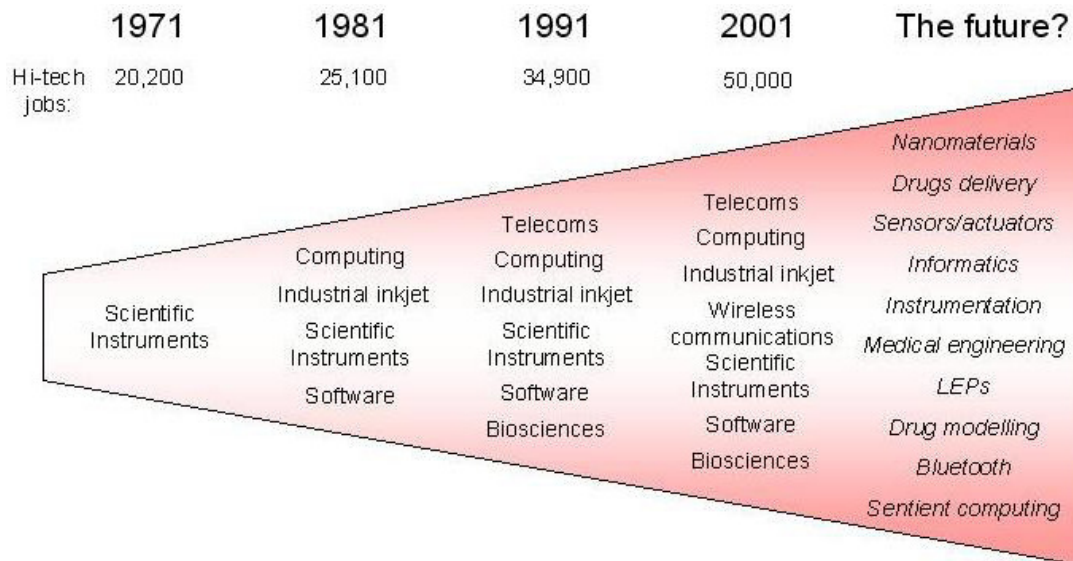 1971 1981 1991 2001 The future?
Hi-tech jobs: 20,200 25,100 34,900 50,000
Scientific
Instruments
Computing
Industrial inkjet
Scientific
Instruments
Software
Telecoms
Computing
Industrial inkjet
Scientific
Instruments
Software
Biosciences
Telecoms
Computing
Industrial inkjet
Wireless
communications
Scientific
Instruments
Software
Biosciences
Nanomaterials
Drugs delivery
Sensors/actuators
Informatics
Instrumentation
Medical engineering
LEPs
Drug modelling
Bluetooth
Sentient computing